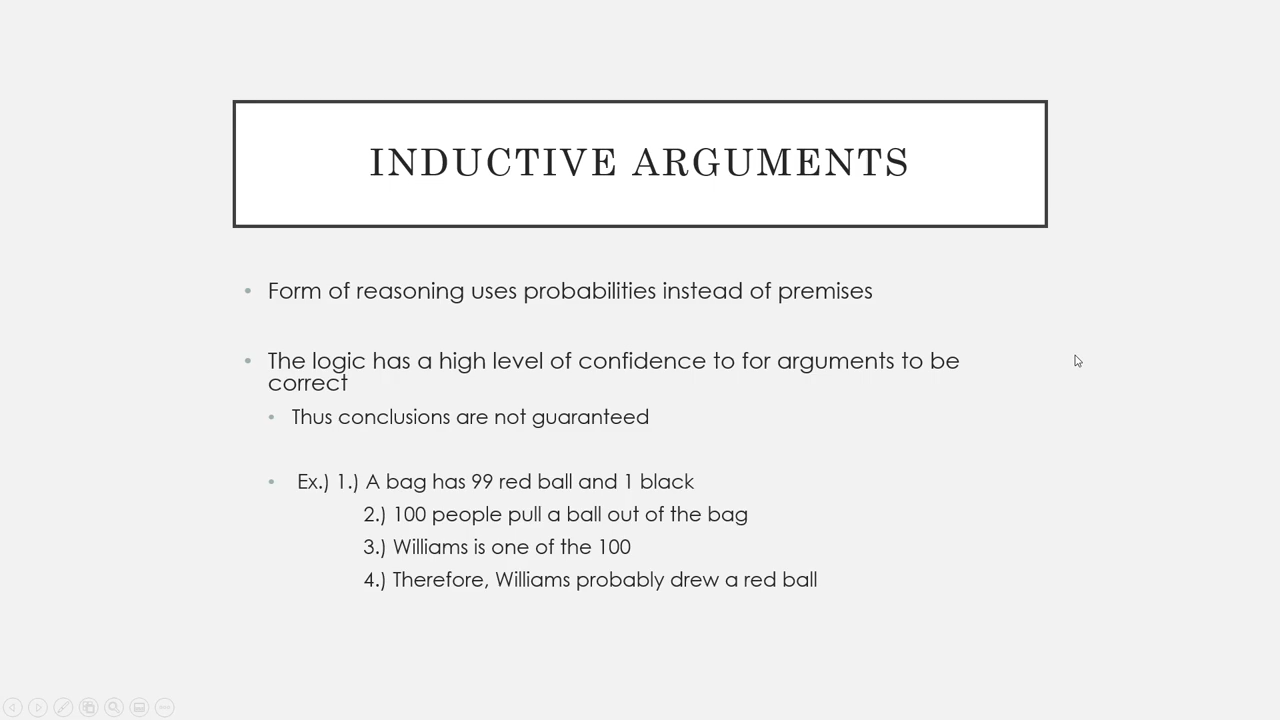 INDUCTIVE ARGUMENTS
• Form of reasoning uses probabilities instead of premises
• The logic has a high level of confidence to for arguments to be
correct
• Thus conclusions are not guaranteed
• Ex.) 1.) A bag has 99 red ball and 1 black
2.) 100 people pull a ball out of the bag
3.) Williams is one of the 100
4.) Therefore, Williams probably drew a red ball